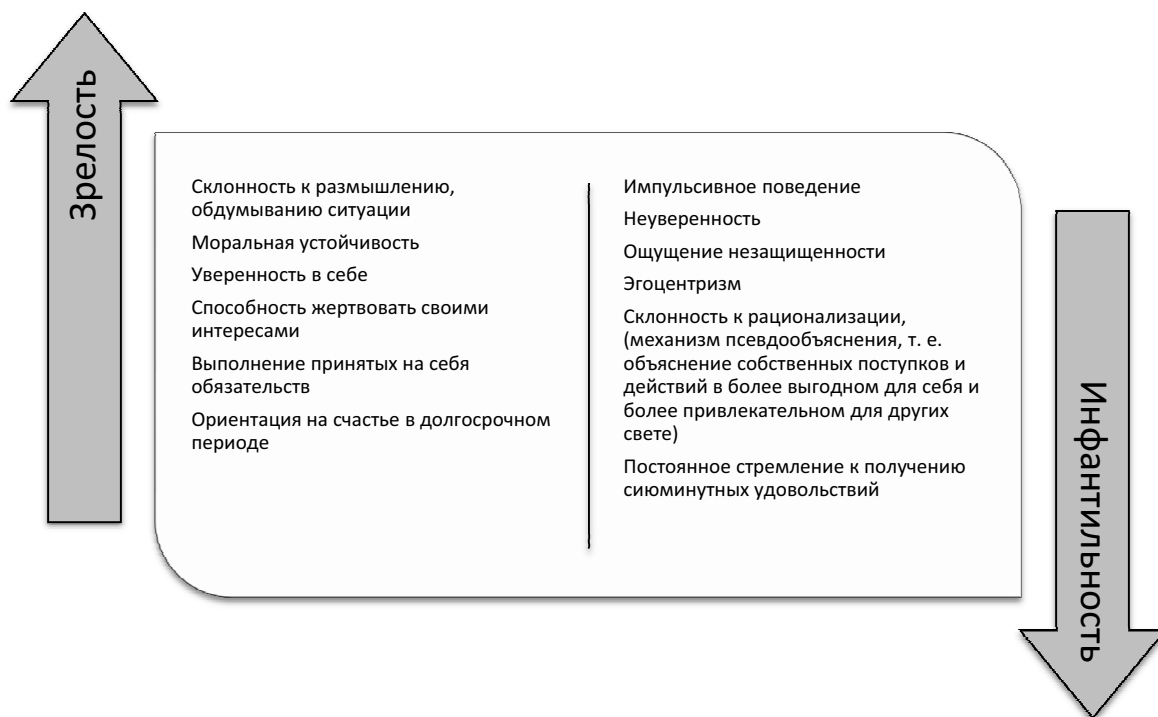 Зрелость
Склонность к размышлению,
обдумыванию ситуации
Моральная устойчивость
Уверенность в себе
Способность жертвовать своими
интересами
Выполнение принятых на себя
обязательств
Ориентация на счастье в долгосрочном
периоде
Импульсивное поведение
Неуверенность
Ощущение незащищенности
Эгоцентризм
Склонность к рационализации,
(механизм псевдообъяснения, т. е.
объяснение собственных поступков и
действий в более выгодном для себя и
более привлекательном для других
свете)
Постоянное стремление к получению
сиюминутных удовольствий
Инфантильность